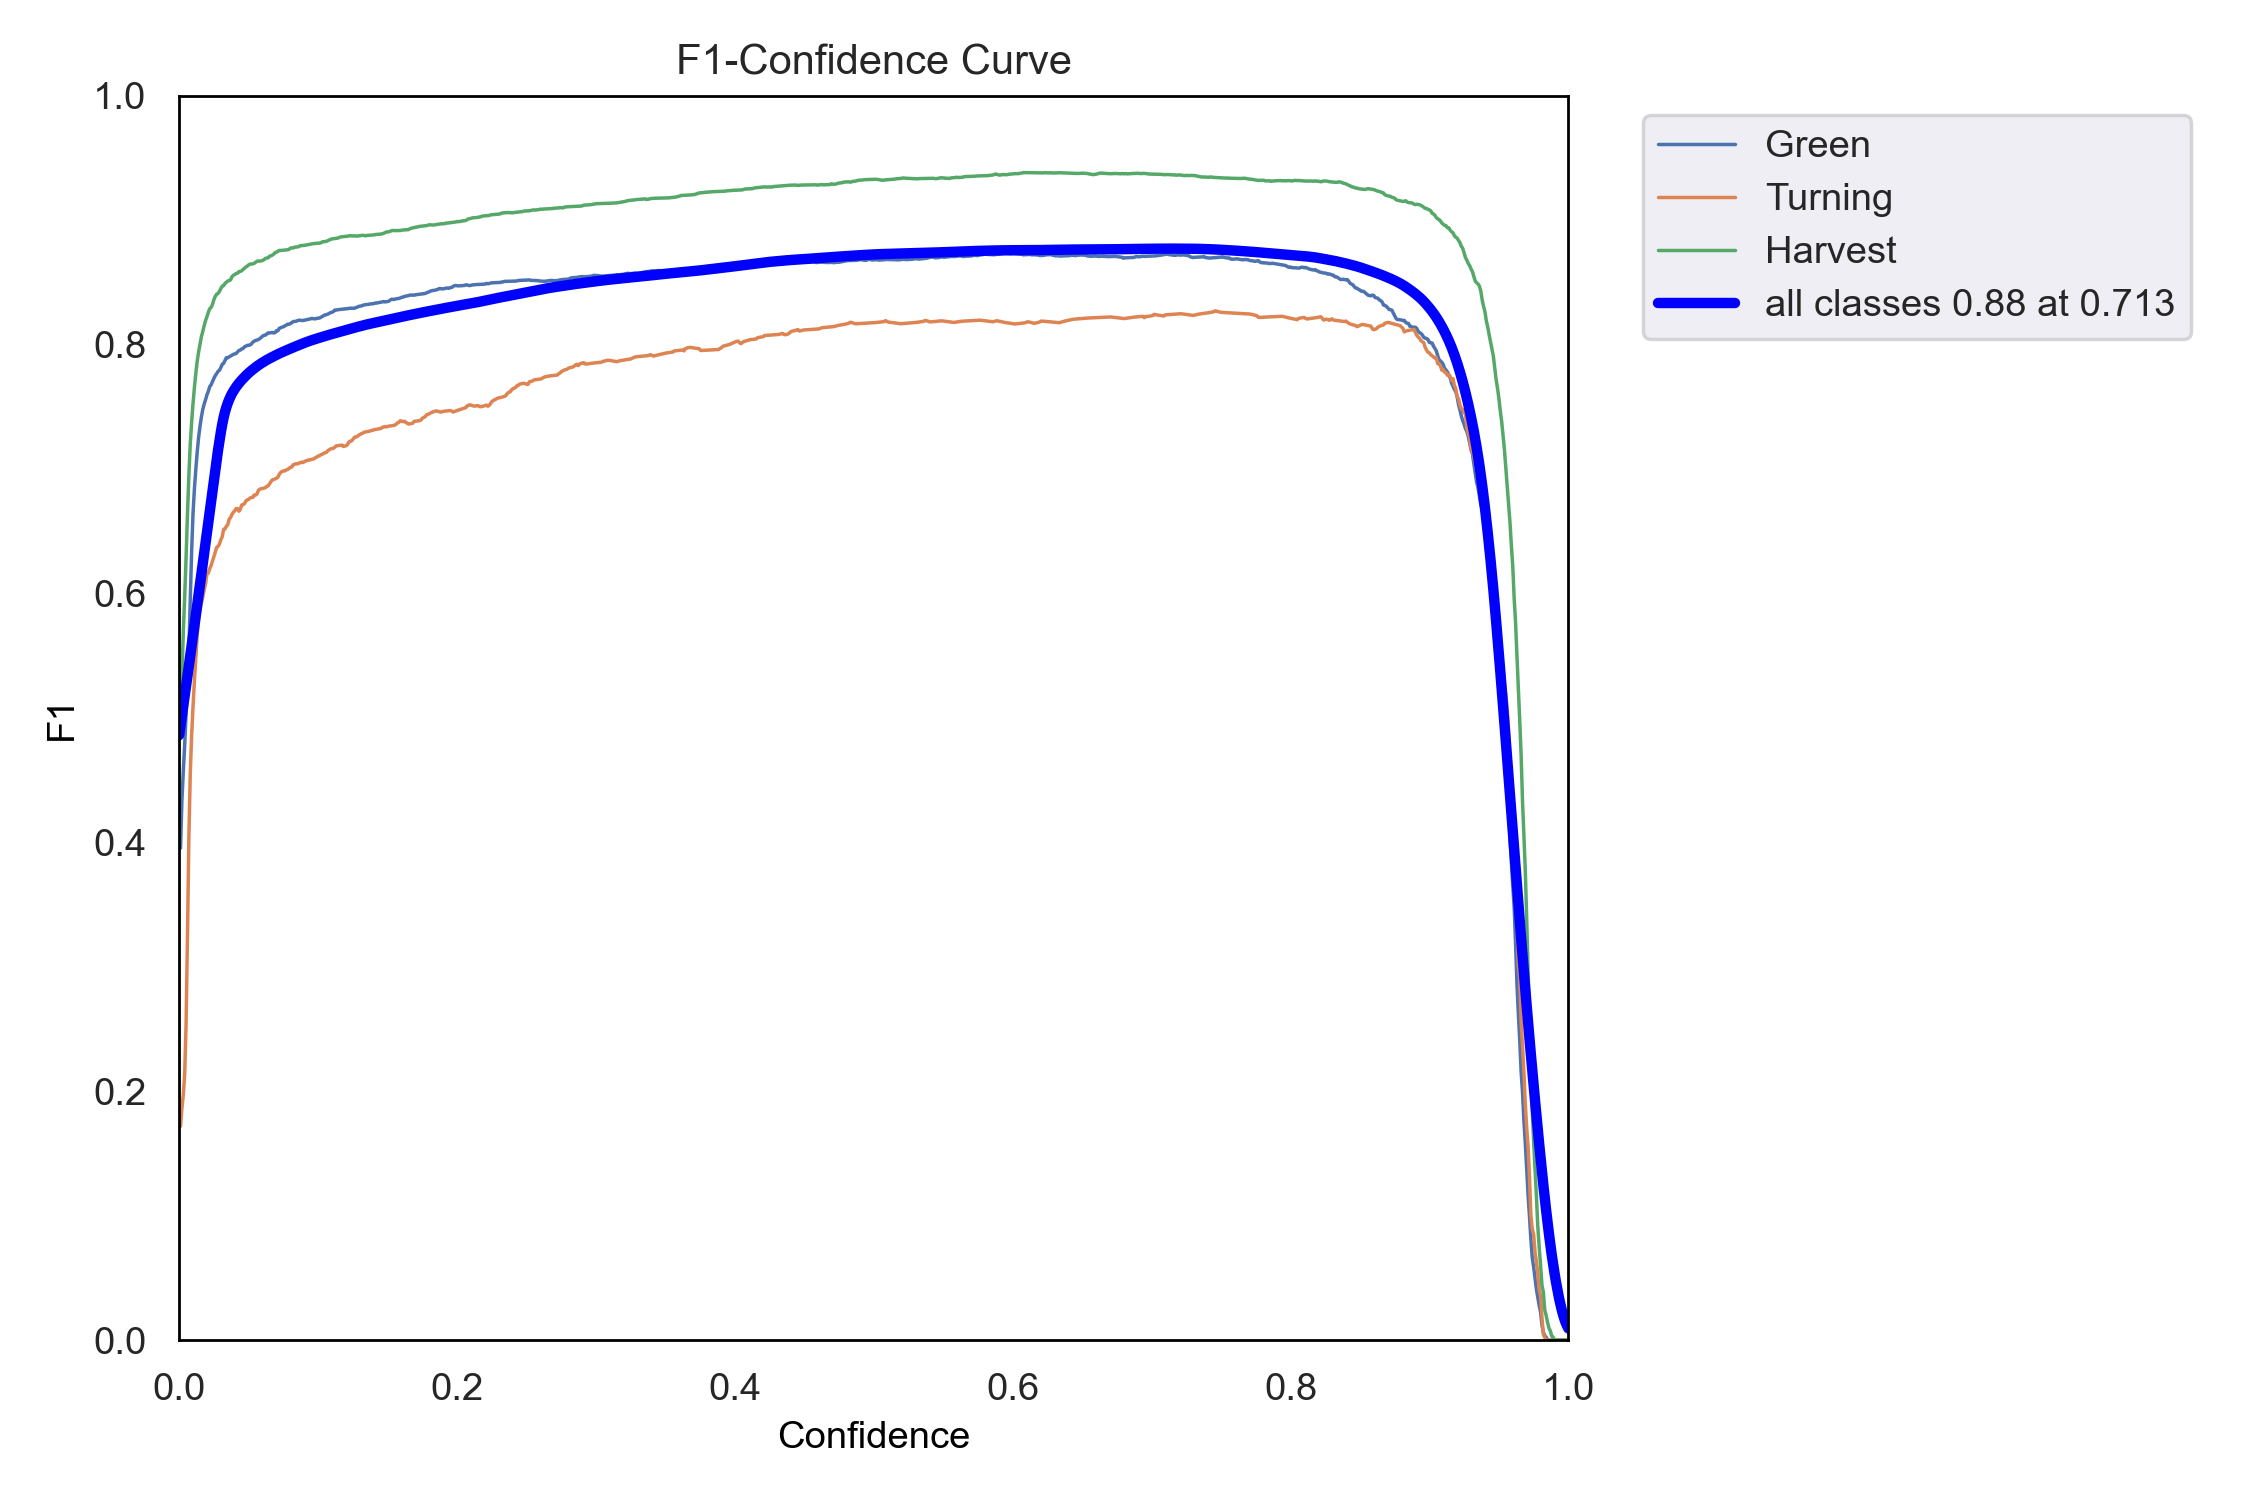 F1-Confidence Curve
1.0
0.8
0.6
0.4
0.2
0.0
F1
0.0 0.2 0.4 0.6 0.8 1.0
Confidence
Green
Turning
Harvest
all classes 0.88 at 0.713